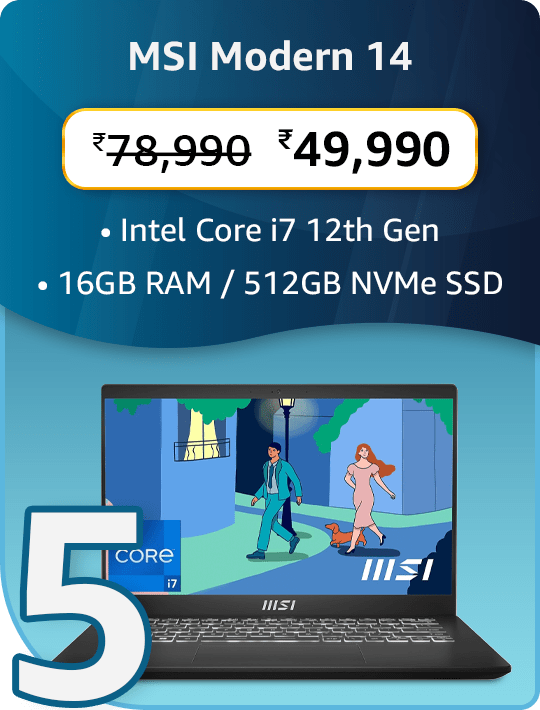 MSI Modern 14
₹78,990 ₹49,990
• Intel Core i7 12th Gen
• 16GB RAM / 512GB NVMe SSD
CORE
i7
msi
msi
5